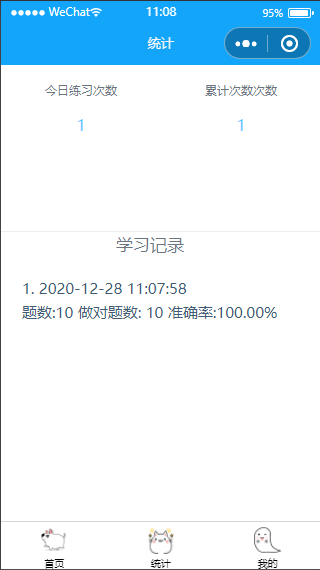 ●●●●● WeChat 11:08 95%
统计
今日练习次数 累计次数次数
1 1
学习记录
1. 2020-12-28 11:07:58
题数:10 做对题数: 10 准确率:100.00%
首页 统计 我的